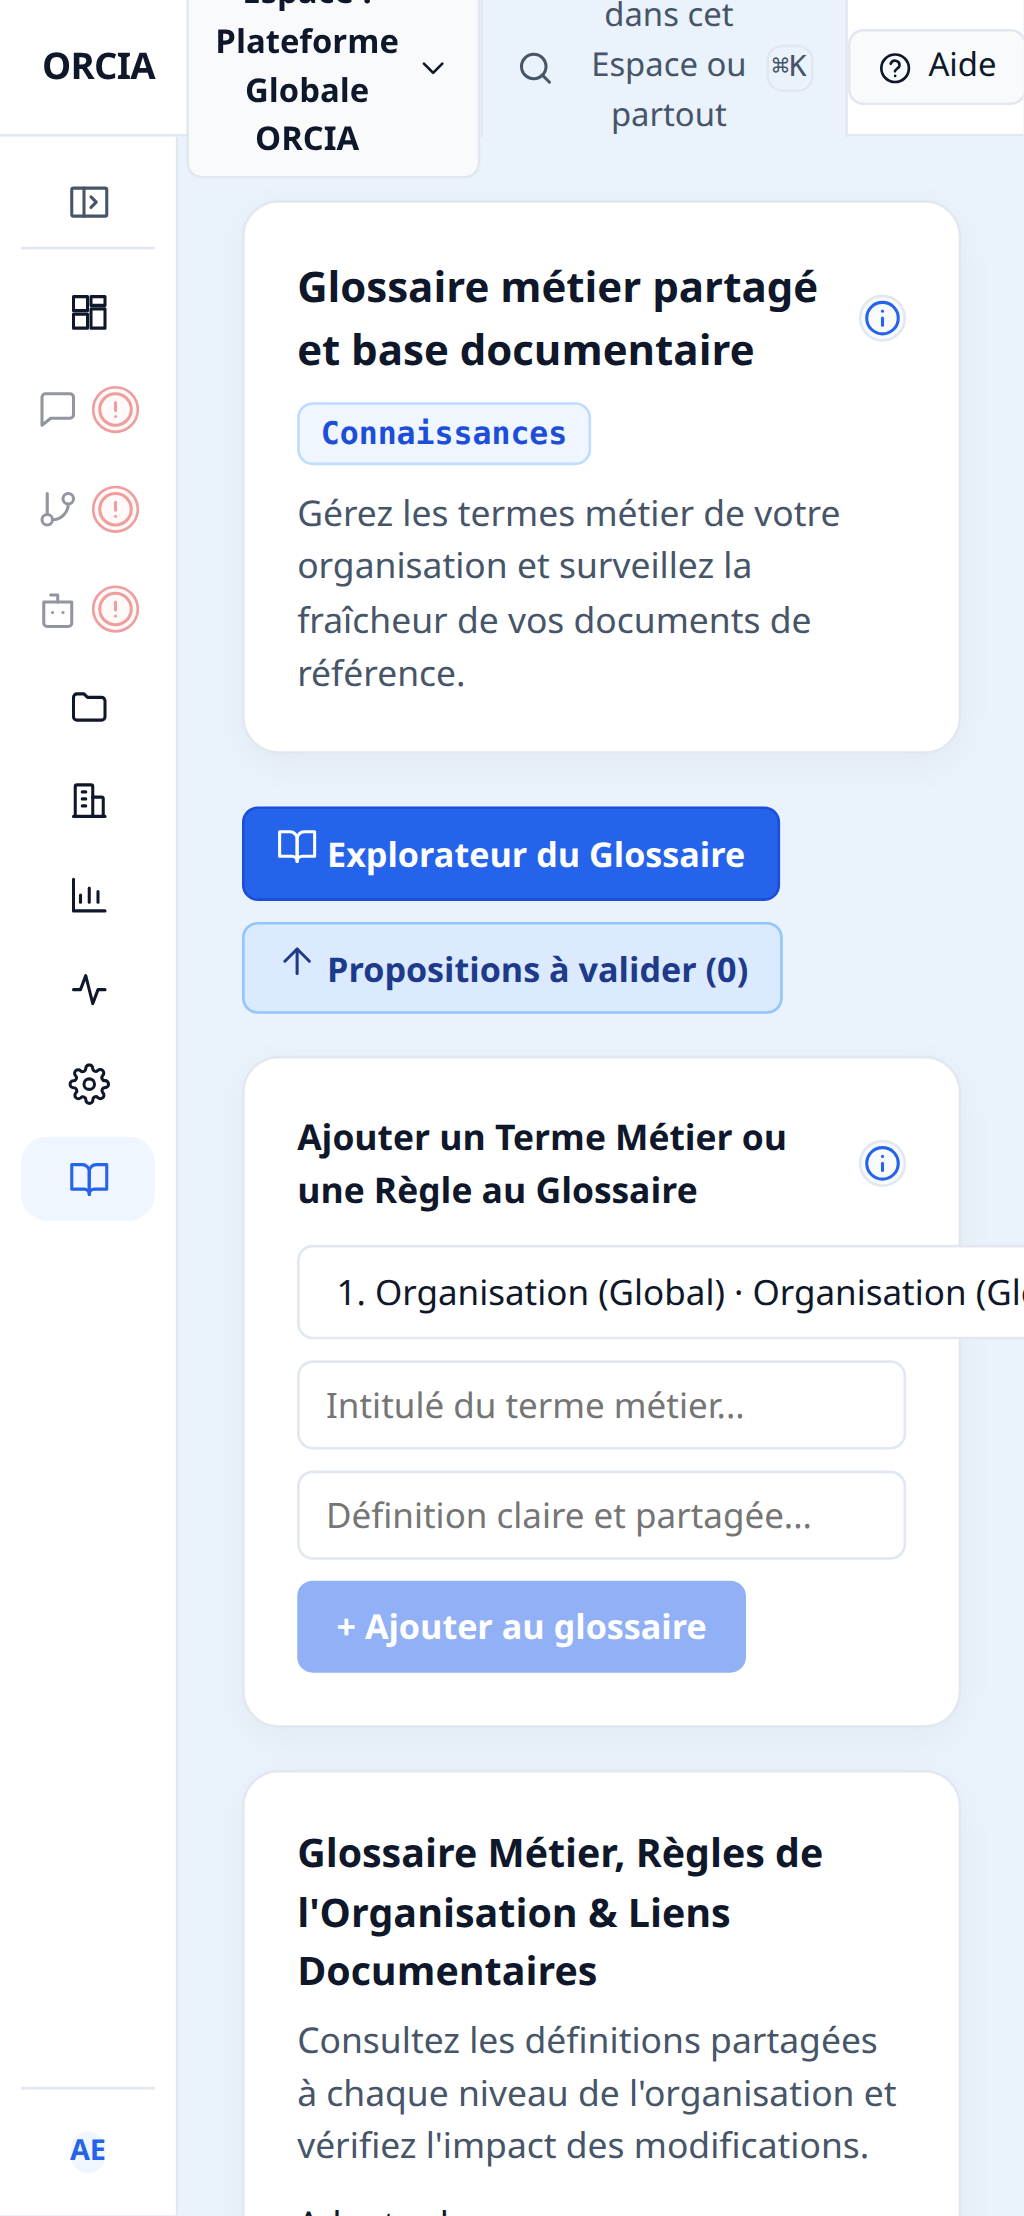 ORCIA
Espace :
Plateforme
Globale
ORCIA
dans cet
Espace ou
partout
⌘K
Aide
Glossaire métier partagé
et base documentaire
Connaissances
Gérez les termes métier de votre
organisation et surveillez la
fraîcheur de vos documents de
référence.
Explorateur du Glossaire
Propositions à valider (0)
Ajouter un Terme Métier ou
une Règle au Glossaire
1. Organisation (Global) · Organisation (Glo
Intitulé du terme métier...
Définition claire et partagée...
+ Ajouter au glossaire
Glossaire Métier, Règles de
l'Organisation & Liens
Documentaires
Consultez les définitions partagées
à chaque niveau de l'organisation et
vérifiez l'impact des modifications.
AE